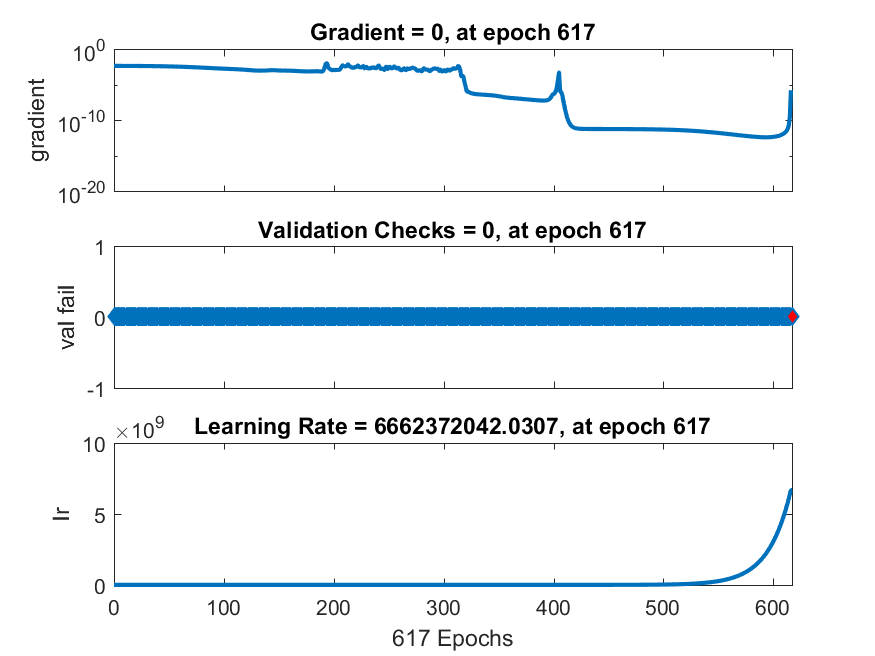 Gradient = 0, at epoch 617
10^0
10^-10
10^-20
gradient
Validation Checks = 0, at epoch 617
1
0
-1
val fail
Learning Rate = 6662372042.0307, at epoch 617
×10^9
10
5
0
lr
0 100 200 300 400 500 600
617 Epochs